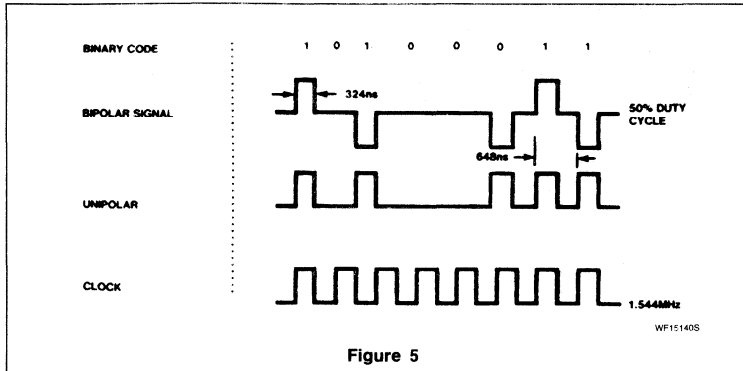 BINARY CODE 1 0 1 0 0 0 1 1
324ns
BIPOLAR SIGNAL
50% DUTY
CYCLE
648ns
UNIPOLAR
CLOCK
1.544MHz
WF15140S
Figure 5